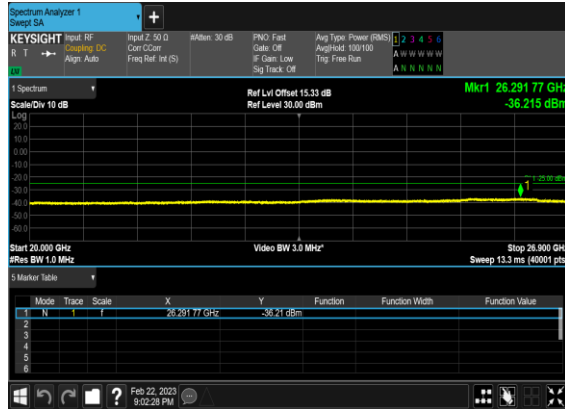 Spectrum Analyzer 1
Swept SA
+
KEYSIGHT Input: RF Input Z: 50 Ω #Atten: 30 dB PNO: Fast Avg Type: Power (RMS) 1 2 3 4 5 6
R T Coupling: DC Corr CCorr Gate: Off Avg|Hold: 100/100 A W W W W W
Align: Auto Freq Ref: Int (S) IF Gain: Low Trig: Free Run
Sig Track: Off A N N N N N
1 Spectrum Ref Lvl Offset 15.33 dB Mkr1 26.291 77 GHz
Scale/Div 10 dB Ref Level 30.00 dBm -36.215 dBm
Log
20.0
10.0
0.00
-10.0
-20.0
-25.00 dBm
1
-30.0
-40.0
-50.0
-60.0
Start 20.000 GHz Video BW 3.0 MHz* Stop 26.900 GHz
#Res BW 1.0 MHz Sweep 13.3 ms (40001 pts)
5 Marker Table
Mode Trace Scale X Y Function Function Width Function Value
1 N 1 f 26.291 77 GHz -36.21 dBm
2
3
4
5
6
? Feb 22, 2023
9:02:28 PM